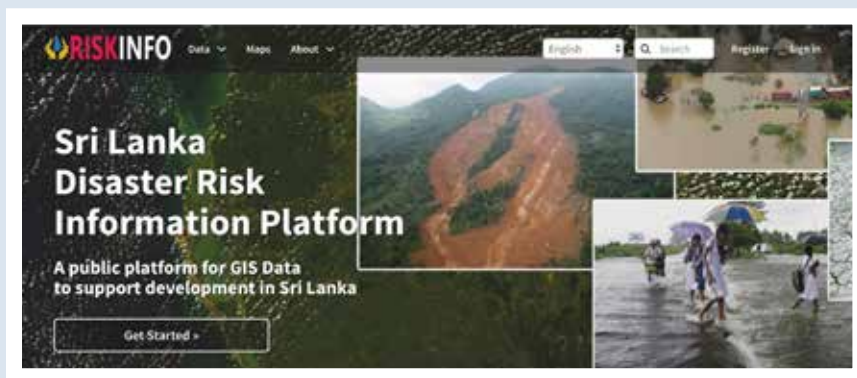 RISKINFO Data Maps About English Search Register Sign in
Sri Lanka
Disaster Risk
Information Platform
A public platform for GIS Data
to support development in Sri Lanka
Get Started »